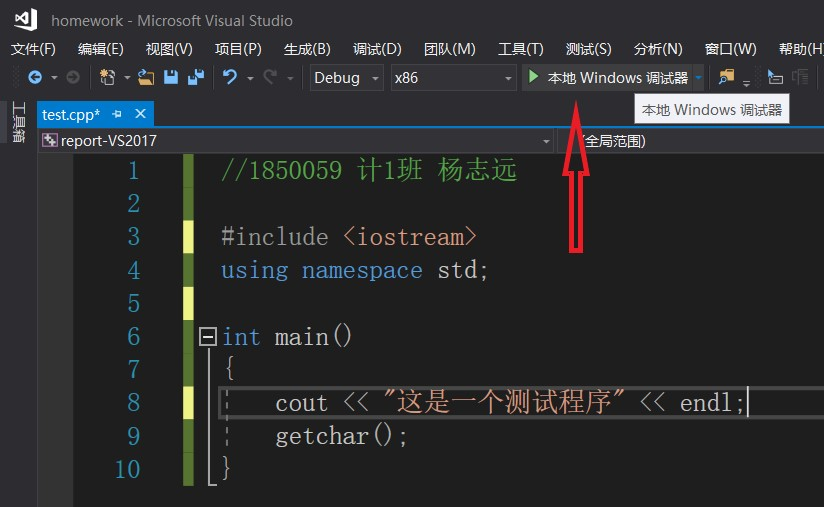 homework - Microsoft Visual Studio
文件(F) 编辑(E) 视图(V) 项目(P) 生成(B) 调试(D) 团队(M) 工具(T) 测试(S) 分析(N) 窗口(W) 帮助(H
Debug x86 本地 Windows 调试器
本地 Windows 调试器
工具箱
test.cpp*
report-VS2017 (全局范围)
1 //1850059 计1班 杨志远
2
3 #include <iostream>
4 using namespace std;
5
6 int main()
7 {
8 cout << "这是一个测试程序" << endl;
9 getchar();
10 }